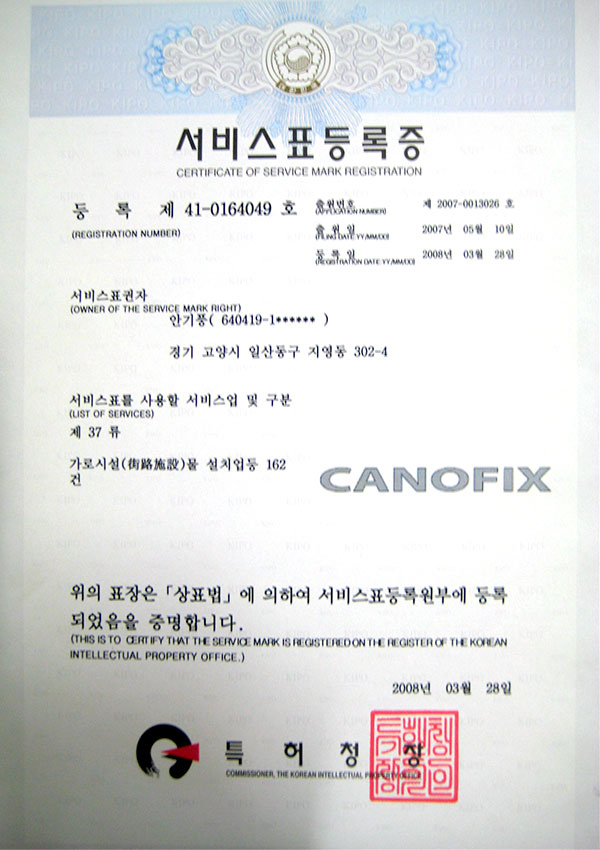 서비스표등록증
CERTIFICATE OF SERVICE MARK REGISTRATION
등 록 제 41-0164049 호
(REGISTRATION NUMBER)
출원번호 제 2007-0013026 호
(APPLICATION NUMBER)
출 원 일 2007년 05월 10일
(FILING DATE:YY/MM/DD)
등 록 일 2008년 03월 28일
(REGISTRATION DATE:YY/MM/DD)
서비스표권자
(OWNER OF THE SERVICE MARK RIGHT)
안기풍( 640419-1****** )
경기 고양시 일산동구 지영동 302-4
서비스표를 사용할 서비스업 및 구분
(LIST OF SERVICES)
제 37 류
가로시설(街路施設)물 설치업등 162
건
CANOFIX
위의 표장은「상표법」에 의하여 서비스표등록원부에 등록
되었음을 증명합니다.
(THIS IS TO CERTIFY THAT THE SERVICE MARK IS REGISTERED ON THE REGISTER OF THE KOREAN
INTELLECTUAL PROPERTY OFFICE.)
2008년 03월 28일
특 허 청 장
COMMISSIONER, THE KOREAN INTELLECTUAL PROPERTY OFFICE